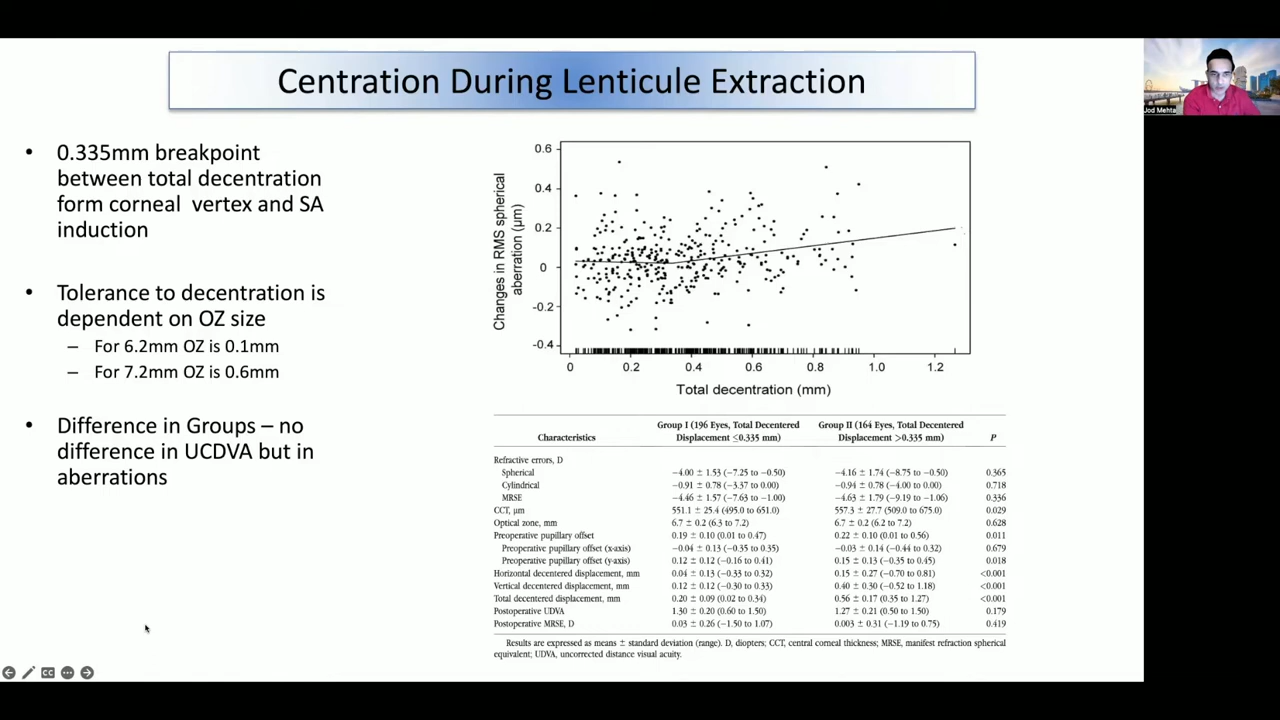 Centration During Lenticule Extraction
Jod Mehta
• 0.335mm breakpoint
between total decentration
form corneal vertex and SA
induction
• Tolerance to decentration is
dependent on OZ size
– For 6.2mm OZ is 0.1mm
– For 7.2mm OZ is 0.6mm
• Difference in Groups – no
difference in UCDVA but in
aberrations
Changes in RMS spherical
aberration (µm)
0.6
0.4
0.2
0
-0.2
-0.4
0 0.2 0.4 0.6 0.8 1.0 1.2
Total decentration (mm)
Group I (196 Eyes, Total Decentered Group II (164 Eyes, Total Decentered
Characteristics Displacement ≤0.335 mm) Displacement >0.335 mm) P
Refractive errors, D
Spherical −4.00 ± 1.53 (−7.25 to −0.50) −4.16 ± 1.74 (−8.75 to −0.50) 0.365
Cylindrical −0.91 ± 0.78 (−3.37 to 0.00) −0.94 ± 0.78 (−4.00 to 0.00) 0.718
MRSE −4.46 ± 1.57 (−7.63 to −1.00) −4.63 ± 1.79 (−9.19 to −1.06) 0.336
CCT, µm 551.1 ± 25.4 (495.0 to 651.0) 557.3 ± 27.7 (509.0 to 675.0) 0.029
Optical zone, mm 6.7 ± 0.2 (6.3 to 7.2) 6.7 ± 0.2 (6.2 to 7.2) 0.628
Preoperative pupillary offset 0.19 ± 0.10 (0.01 to 0.47) 0.22 ± 0.10 (0.01 to 0.56) 0.011
Preoperative pupillary offset (x-axis) −0.04 ± 0.13 (−0.35 to 0.35) −0.03 ± 0.14 (−0.44 to 0.32) 0.679
Preoperative pupillary offset (y-axis) 0.12 ± 0.12 (−0.16 to 0.41) 0.15 ± 0.13 (−0.35 to 0.45) 0.018
Horizontal decentered displacement, mm 0.04 ± 0.13 (−0.33 to 0.32) 0.15 ± 0.27 (−0.70 to 0.81) <0.001
Vertical decentered displacement, mm 0.12 ± 0.12 (−0.30 to 0.33) 0.40 ± 0.30 (−0.52 to 1.18) <0.001
Total decentered displacement, mm 0.20 ± 0.09 (0.02 to 0.34) 0.56 ± 0.17 (0.35 to 1.27) <0.001
Postoperative UDVA 1.30 ± 0.20 (0.60 to 1.50) 1.27 ± 0.21 (0.50 to 1.50) 0.179
Postoperative MRSE, D 0.03 ± 0.26 (−1.50 to 1.07) 0.003 ± 0.31 (−1.19 to 0.75) 0.419
Results are expressed as means ± standard deviation (range). D, diopters; CCT, central corneal thickness; MRSE, manifest refraction spherical
equivalent; UDVA, uncorrected distance visual acuity.
CC